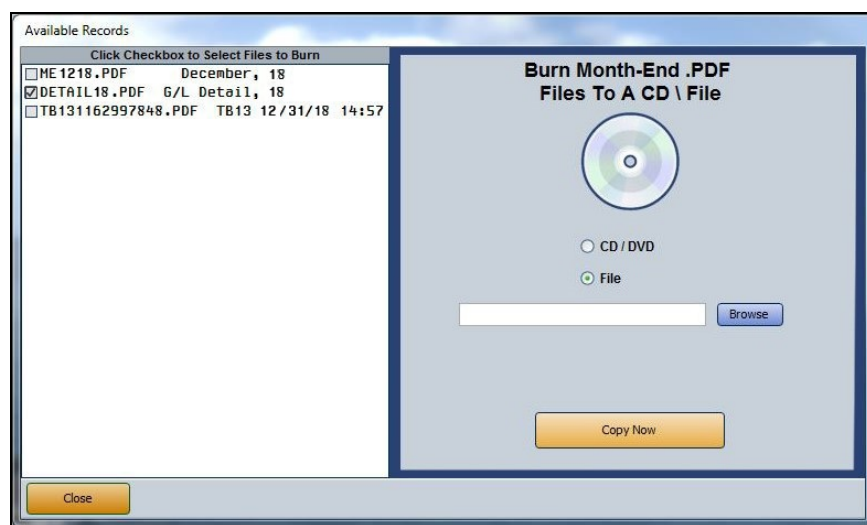 Available Records
Click Checkbox to Select Files to Burn
ME1218.PDF December, 18
DETAIL18.PDF G/L Detail, 18
TB131162997848.PDF TB13 12/31/18 14:57
Burn Month-End .PDF
Files To A CD \ File
CD / DVD
File
Browse
Copy Now
Close